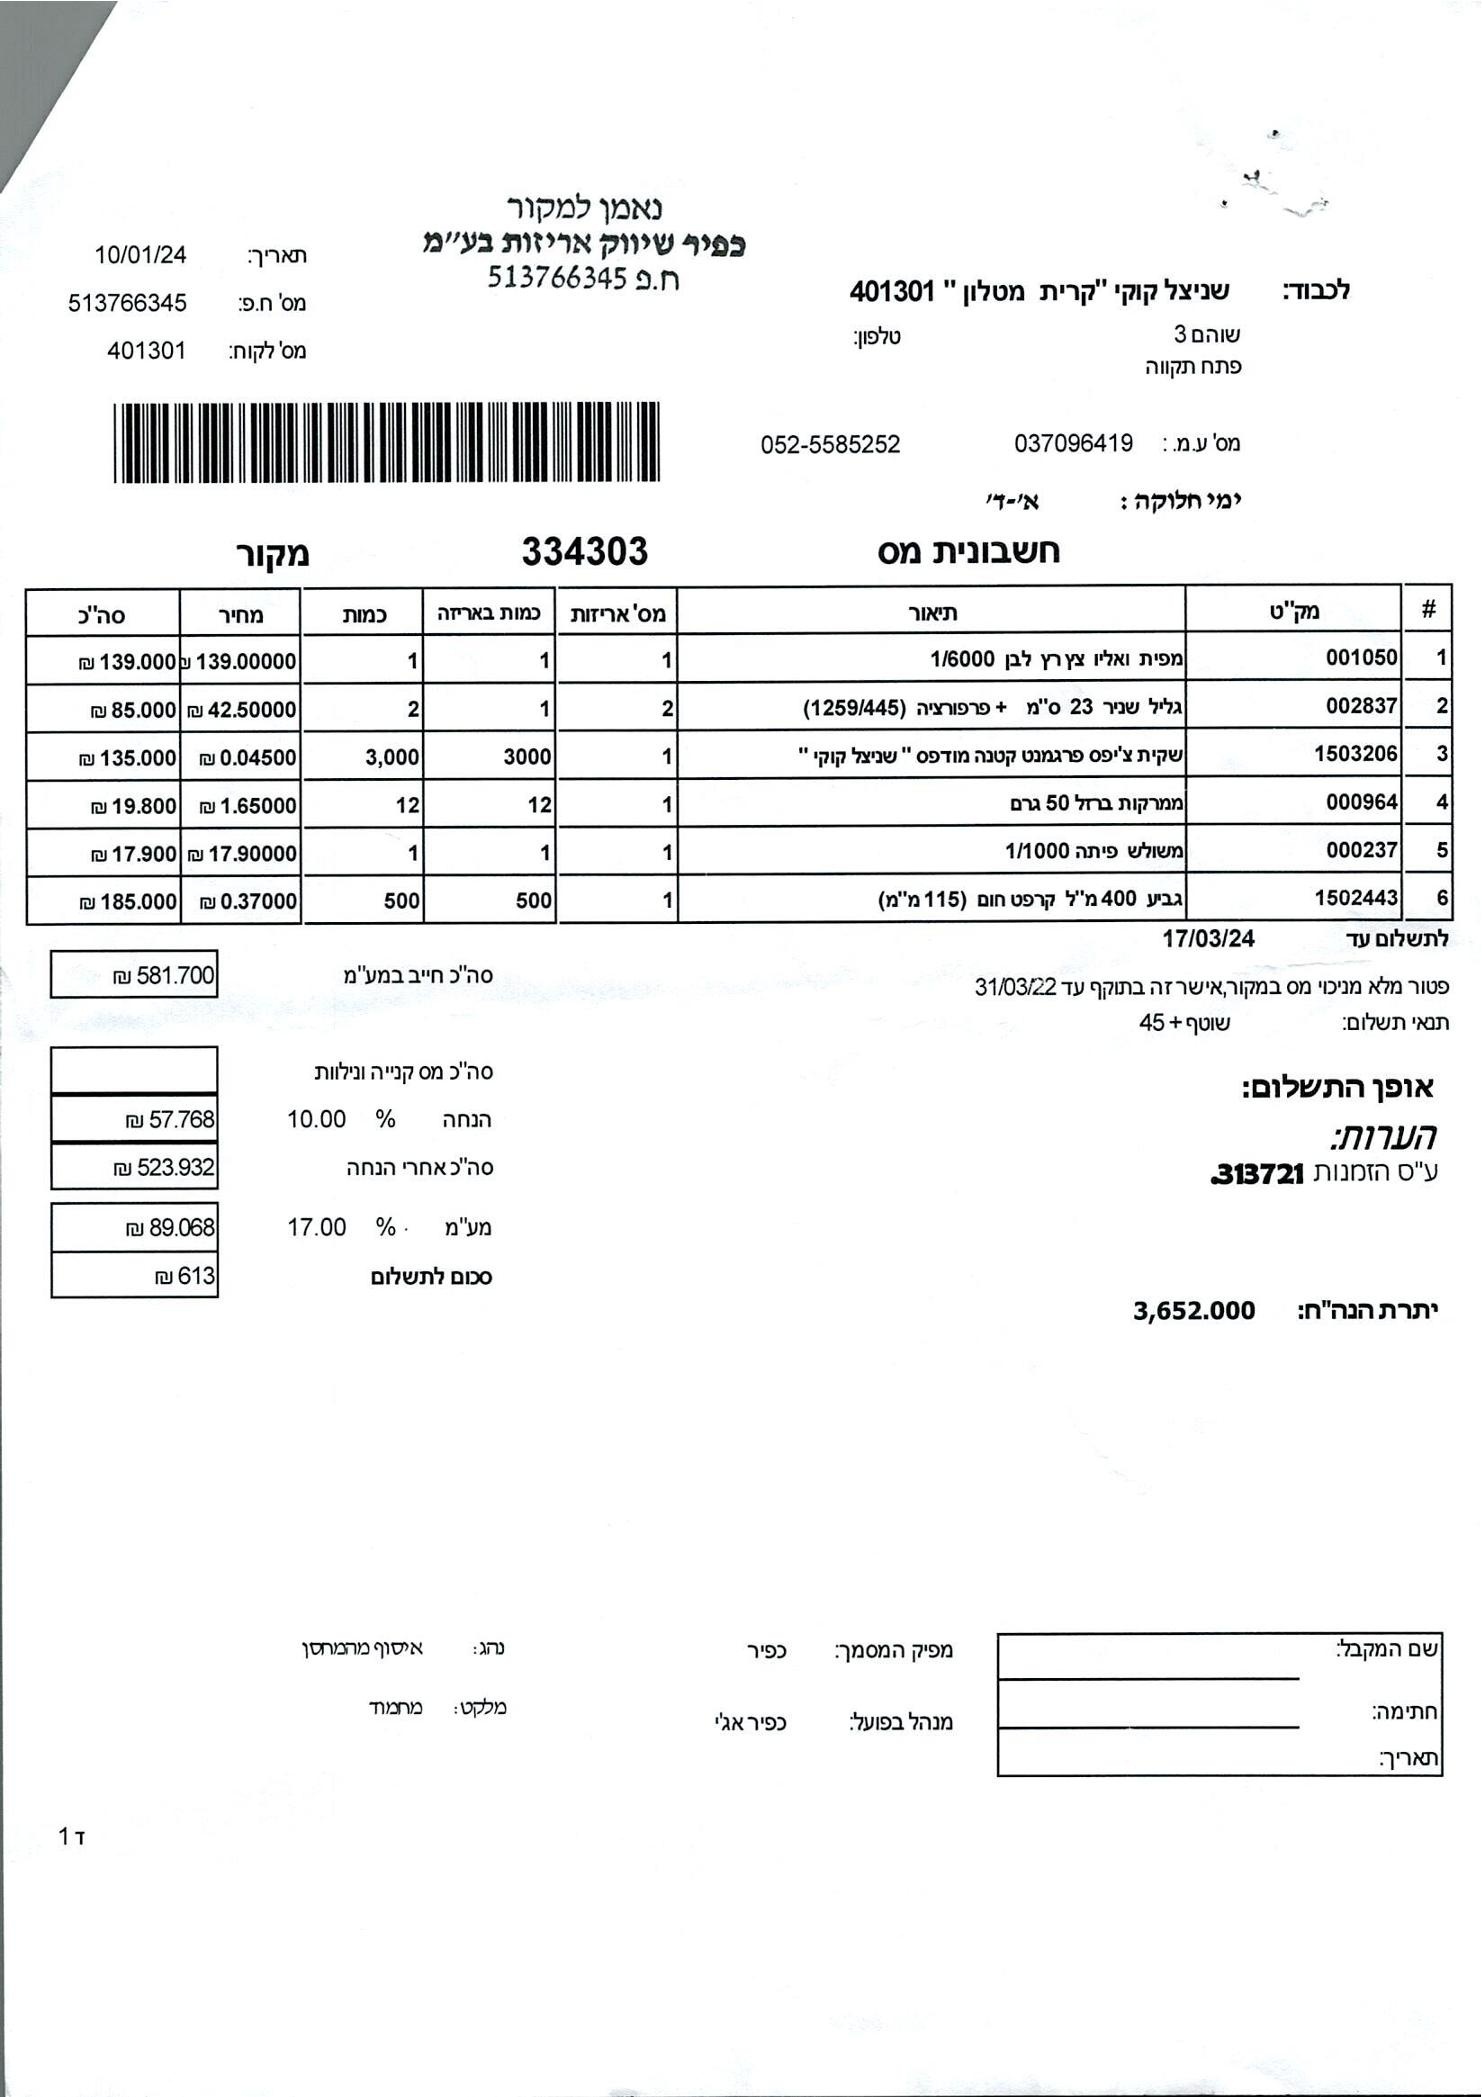 נאמן למקור
כפיר שיווק אריזות בע״מ
ח.פ 513766345
תאריך: 10/01/24
מס' ח.פ: 513766345
מס' לקוח: 401301
לכבוד: שניצל קוקי "קרית מטלון " 401301
שוהם 3 טלפון:
פתח תקווה
מס' ע.מ. : 037096419 052-5585252
ימי חלוקה : א׳-ד׳
חשבונית מס 334303 מקור
# מק"ט תיאור מס' אריזות כמות באריזה כמות מחיר סה"כ
1 001050 מפית ואליו צץ רץ לבן 1/6000 1 1 1 139.00000 ₪ 139.000 ₪
2 002837 גליל שניר 23 ס"מ + פרפורציה (1259/445) 2 1 2 42.50000 ₪ 85.000 ₪
3 1503206 שקית צ'יפס פרגמנט קטנה מודפס " שניצל קוקי " 1 3000 3,000 0.04500 ₪ 135.000 ₪
4 000964 ממרקות ברזל 50 גרם 1 12 12 1.65000 ₪ 19.800 ₪
5 000237 משולש פיתה 1/1000 1 1 1 17.90000 ₪ 17.900 ₪
6 1502443 גביע 400 מ"ל קרפט חום (115 מ"מ) 1 500 500 0.37000 ₪ 185.000 ₪
לתשלום עד 17/03/24
סה"כ חייב במע"מ 581.700 ₪
פטור מלא מניכוי מס במקור,אישר זה בתוקף עד 31/03/22
תנאי תשלום: שוטף + 45
סה"כ מס קנייה ונילוות
אופן התשלום:
הנחה % 10.00 57.768 ₪
הערות:
סה"כ אחרי הנחה 523.932 ₪
ע"ס הזמנות 313721.
מע"מ % 17.00 89.068 ₪
סכום לתשלום 613 ₪
יתרת הנה"ח: 3,652.000
שם המקבל:
מפיק המסמך: כפיר
נהג: איסוף מהמחסן
חתימה:
מנהל בפועל: כפיר אג'י
מלקט: מחמוד
תאריך:
ד 1